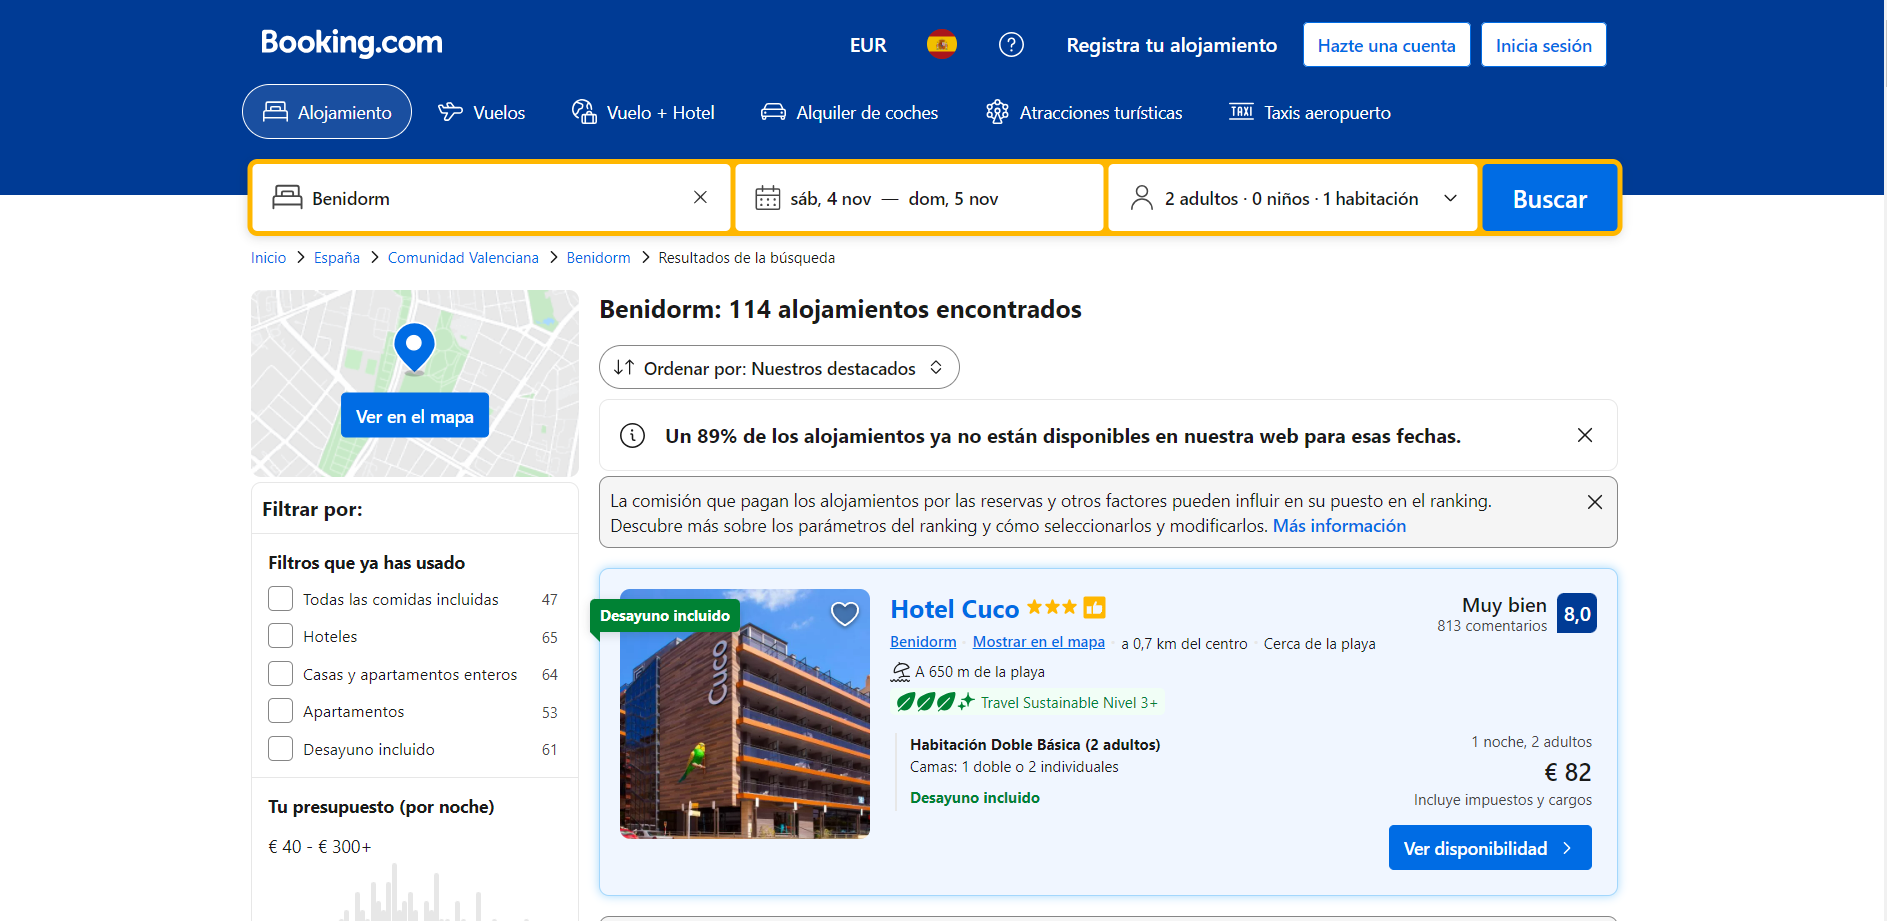 Booking.com
EUR
Registra tu alojamiento
Hazte una cuenta
Inicia sesión
Alojamiento
Vuelos
Vuelo + Hotel
Alquiler de coches
Atracciones turísticas
TAXI
Taxis aeropuerto
Benidorm
sáb, 4 nov — dom, 5 nov
2 adultos · 0 niños · 1 habitación
Buscar
Inicio > España > Comunidad Valenciana > Benidorm > Resultados de la búsqueda
Ver en el mapa
Filtrar por:
Filtros que ya has usado
Todas las comidas incluidas 47
Hoteles 65
Casas y apartamentos enteros 64
Apartamentos 53
Desayuno incluido 61
Tu presupuesto (por noche)
€ 40 - € 300+
Benidorm: 114 alojamientos encontrados
Ordenar por: Nuestros destacados
Un 89% de los alojamientos ya no están disponibles en nuestra web para esas fechas.
La comisión que pagan los alojamientos por las reservas y otros factores pueden influir en su puesto en el ranking.
Descubre más sobre los parámetros del ranking y cómo seleccionarlos y modificarlos. Más información
Desayuno incluido
Cuco
Hotel Cuco
Benidorm · Mostrar en el mapa · a 0,7 km del centro · Cerca de la playa
A 650 m de la playa
Travel Sustainable Nivel 3+
Habitación Doble Básica (2 adultos)
Camas: 1 doble o 2 individuales
Desayuno incluido
Muy bien
813 comentarios
8,0
1 noche, 2 adultos
€ 82
Incluye impuestos y cargos
Ver disponibilidad